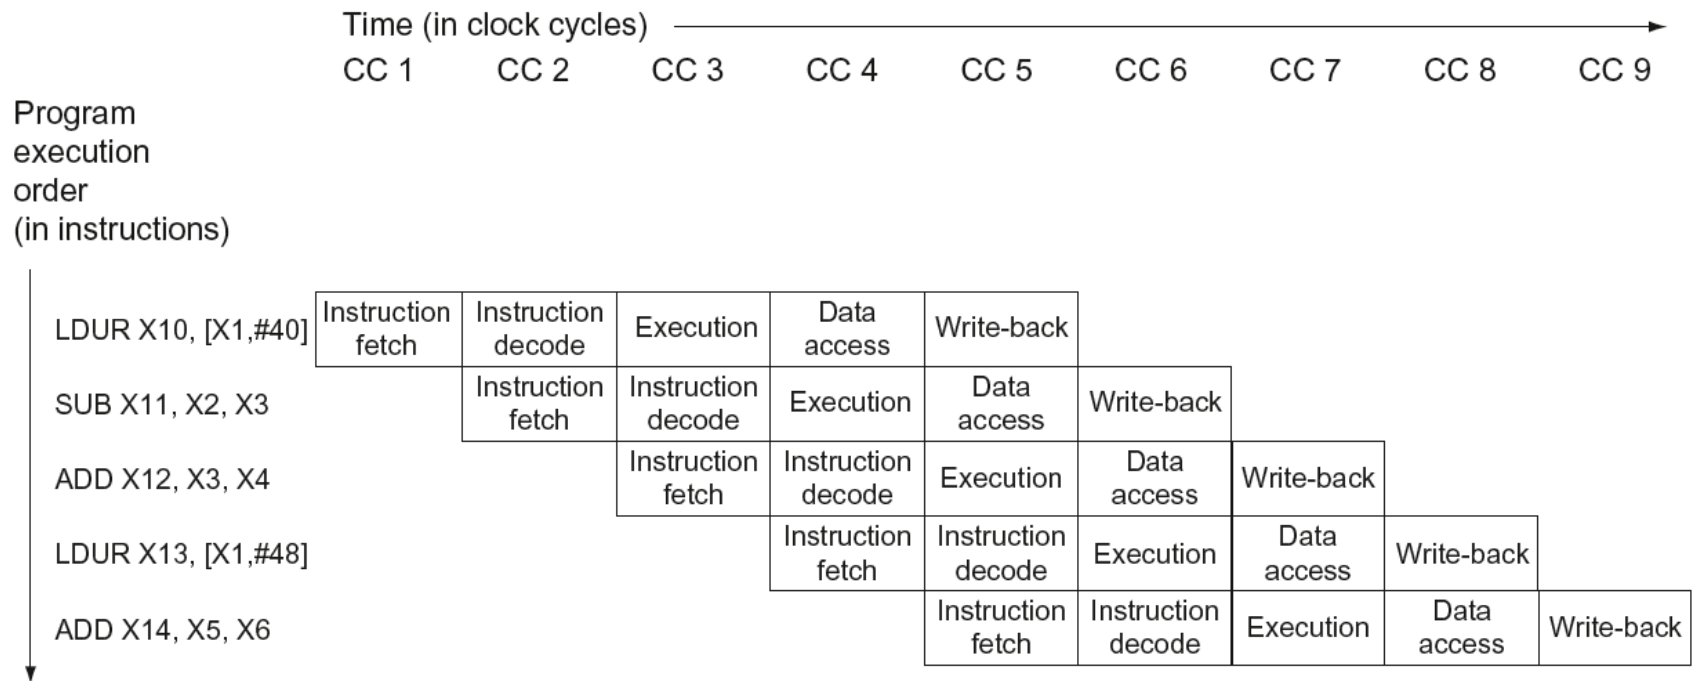 Time (in clock cycles)
CC 1 CC 2 CC 3 CC 4 CC 5 CC 6 CC 7 CC 8 CC 9
Program
execution
order
(in instructions)
LDUR X10, [X1,#40] Instruction fetch Instruction decode Execution Data access Write-back
SUB X11, X2, X3 Instruction fetch Instruction decode Execution Data access Write-back
ADD X12, X3, X4 Instruction fetch Instruction decode Execution Data access Write-back
LDUR X13, [X1,#48] Instruction fetch Instruction decode Execution Data access Write-back
ADD X14, X5, X6 Instruction fetch Instruction decode Execution Data access Write-back